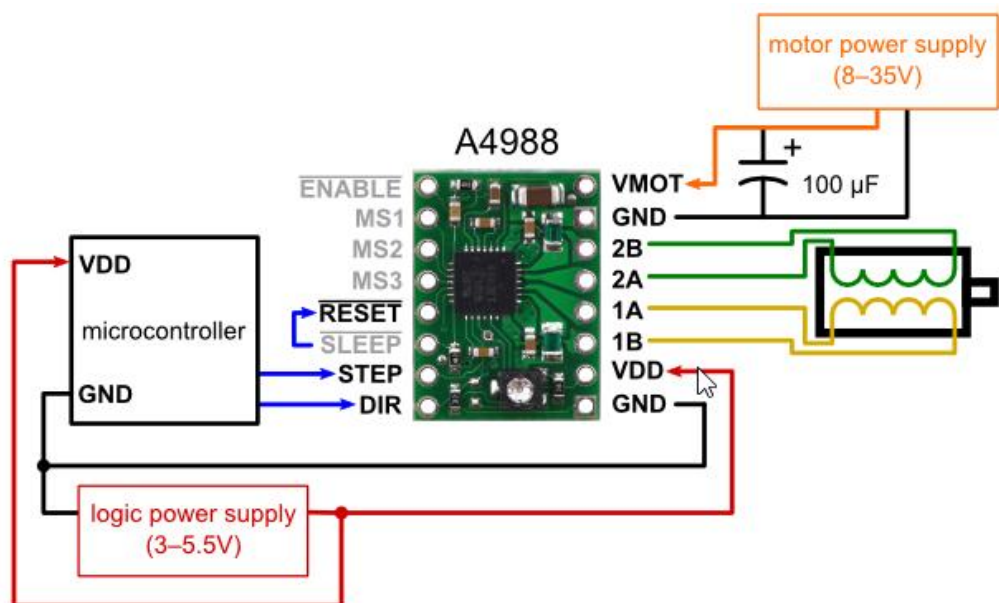 motor power supply
(8–35V)
A4988
ENABLE
VMOT
+
100 µF
MS1
GND
MS2
2B
VDD
MS3
2A
microcontroller
RESET
1A
SLEEP
1B
GND
STEP
VDD
DIR
GND
logic power supply
(3–5.5V)